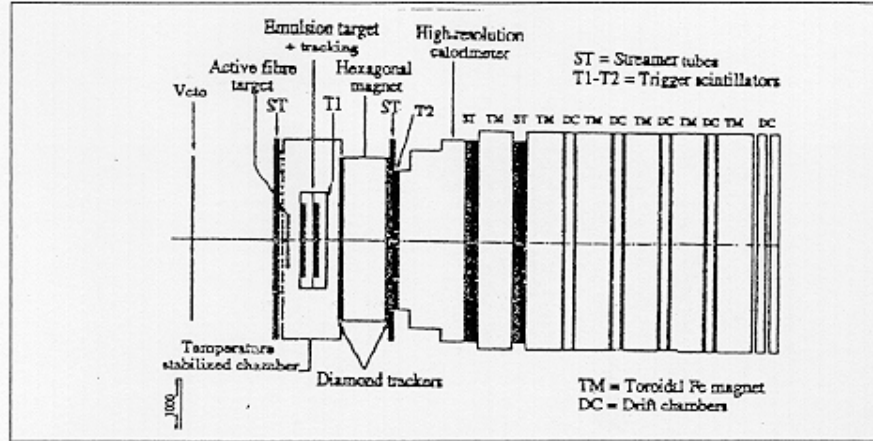 Emulsion target
+ tracking
High-resolution
calorimeter
ST = Streamer tubes
T1-T2 = Trigger scintillators
Active fibre
target
Hexagonal
magnet
Veto
ST
T1
ST
T2
ST TM ST TM DC TM DC TM DC TM DC TM DC
Temperature
stabilized chamber
Diamond trackers
TM = Toroidal Fe magnet
DC = Drift chambers
1000